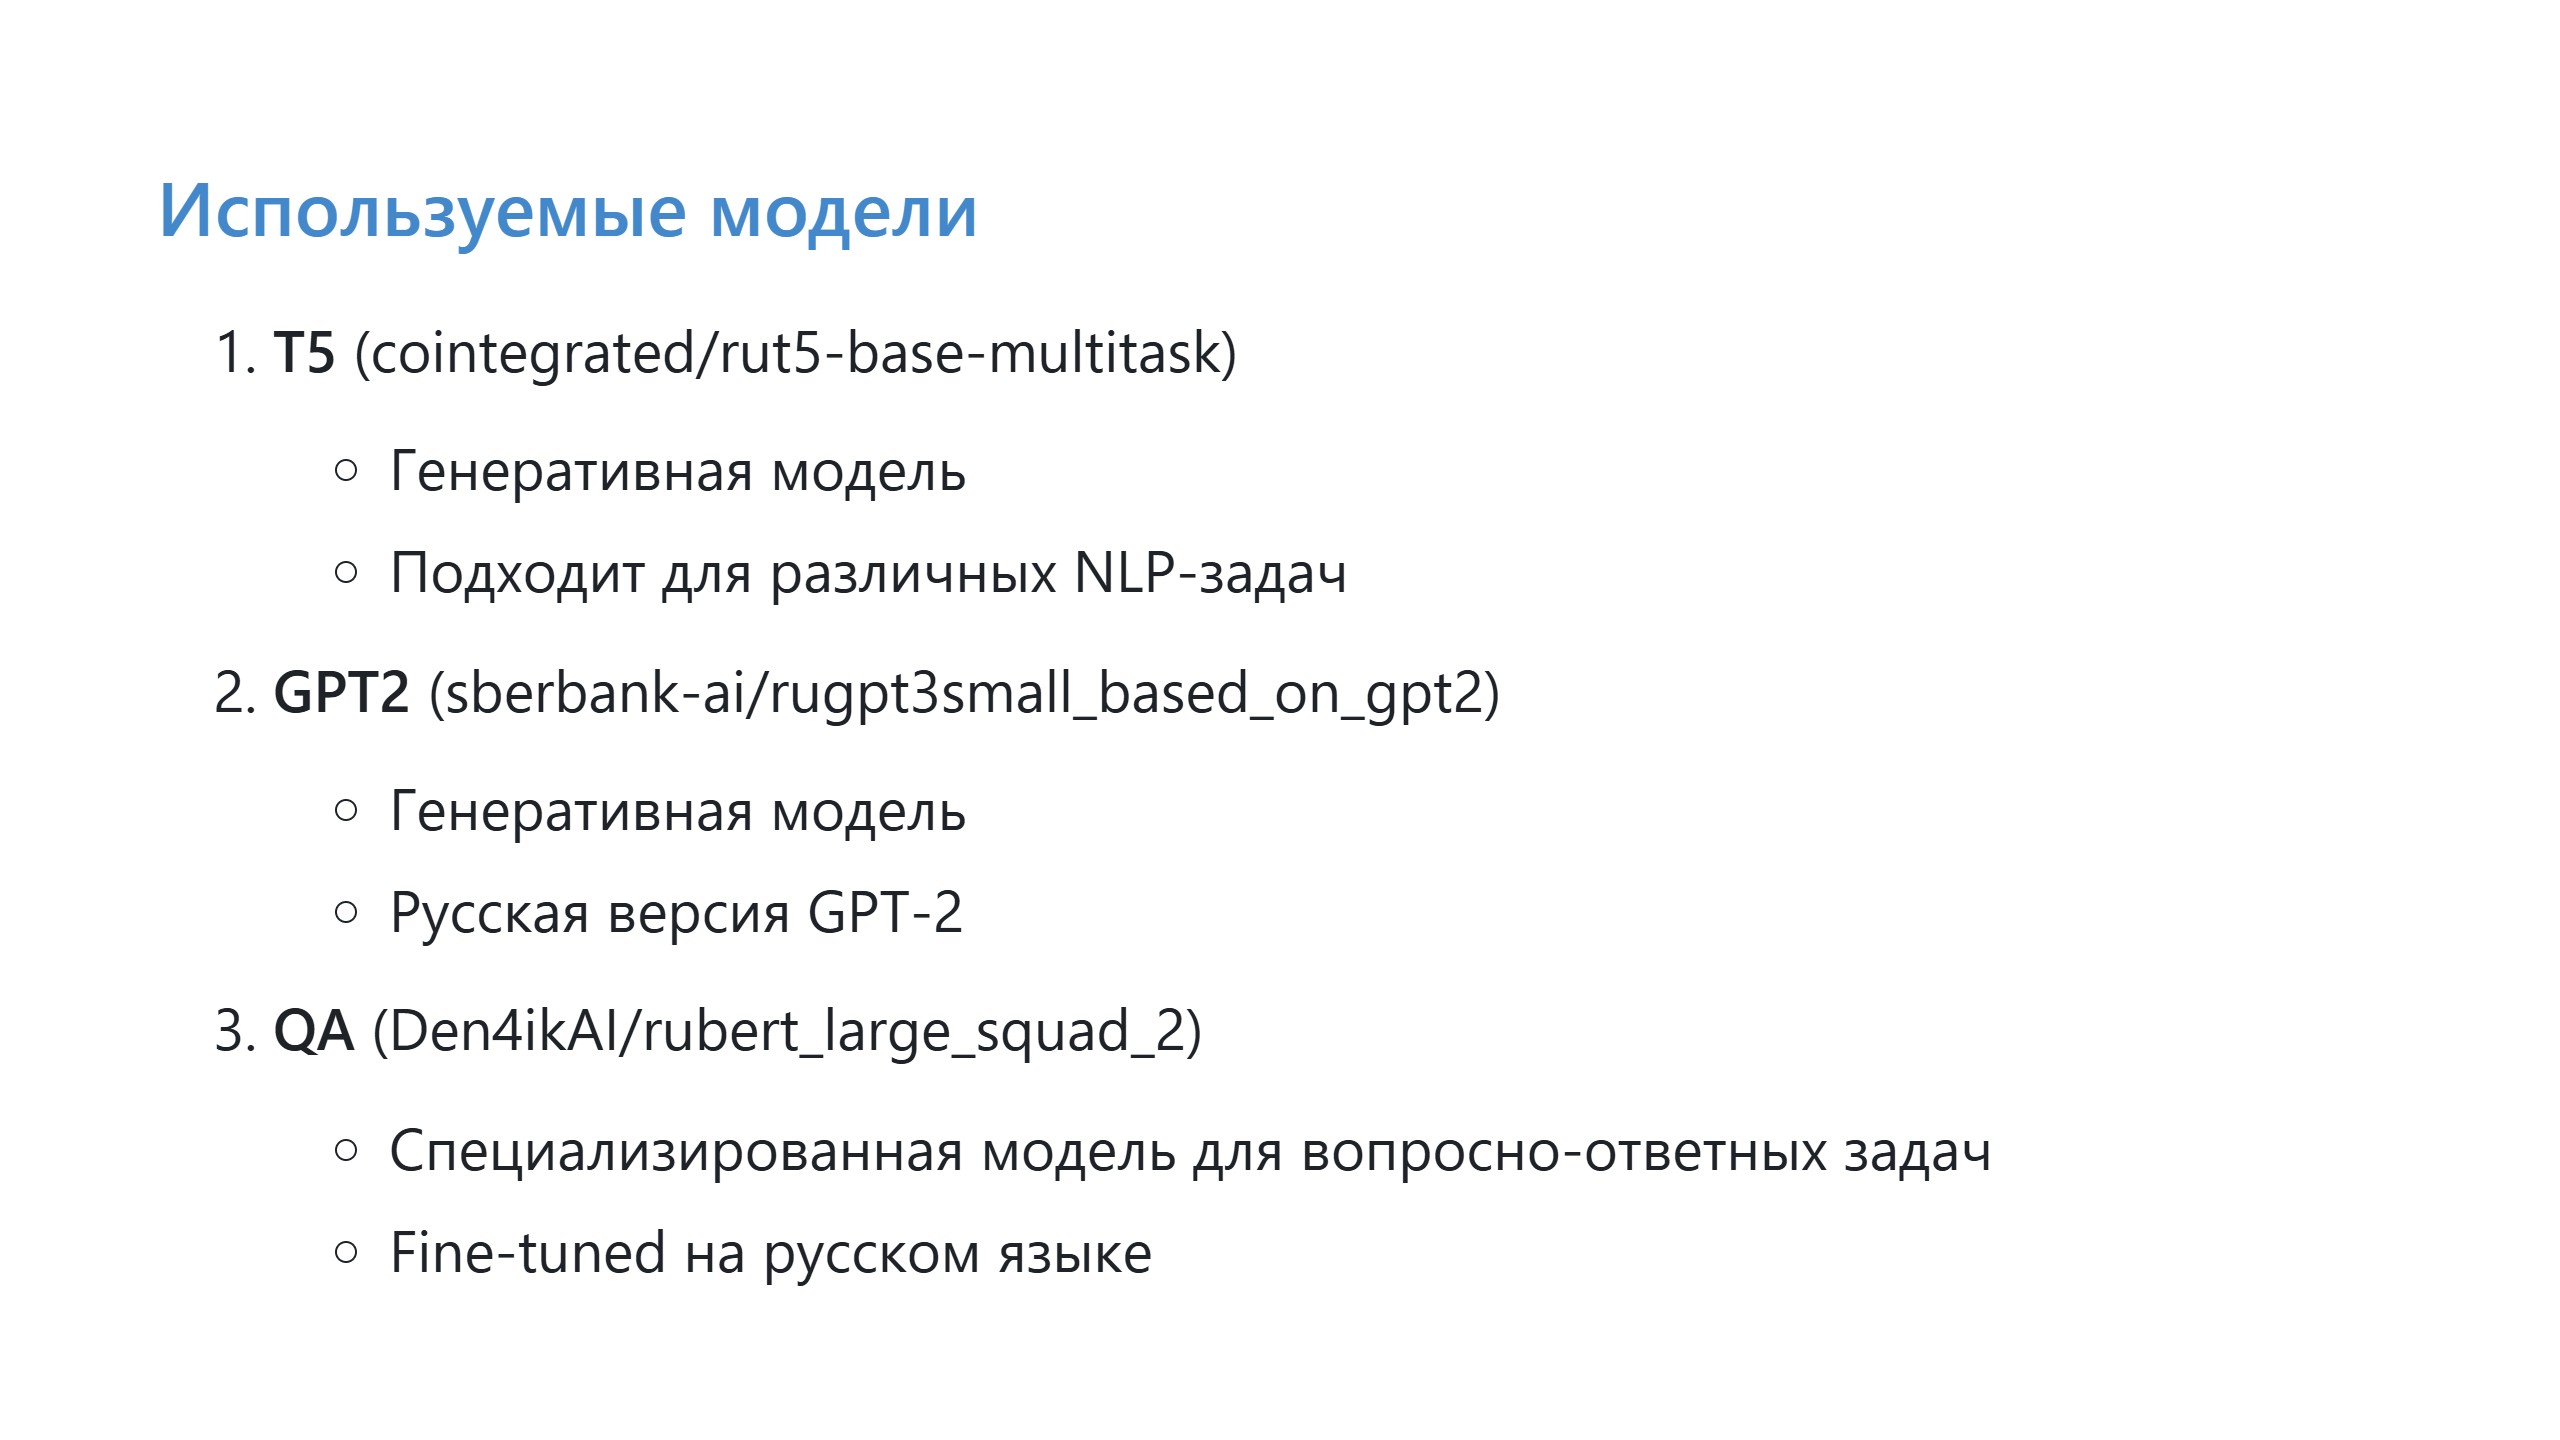 Используемые модели
1. T5 (cointegrated/rut5-base-multitask)
○ Генеративная модель
○ Подходит для различных NLP-задач
2. GPT2 (sberbank-ai/rugpt3small_based_on_gpt2)
○ Генеративная модель
○ Русская версия GPT-2
3. QA (Den4ikAI/rubert_large_squad_2)
○ Специализированная модель для вопросно-ответных задач
○ Fine-tuned на русском языке